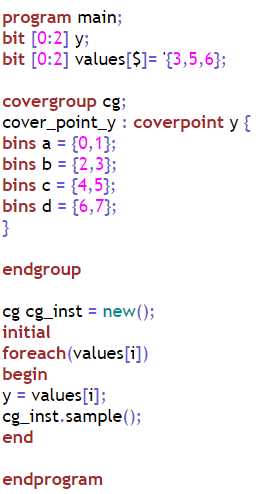 program main;
bit [0:2] y;
bit [0:2] values[$]= '{3,5,6};
covergroup cg;
cover_point_y : coverpoint y {
bins a = {0,1};
bins b = {2,3};
bins c = {4,5};
bins d = {6,7};
}
endgroup
cg cg_inst = new();
initial
foreach(values[i])
begin
y = values[i];
cg_inst.sample();
end
endprogram